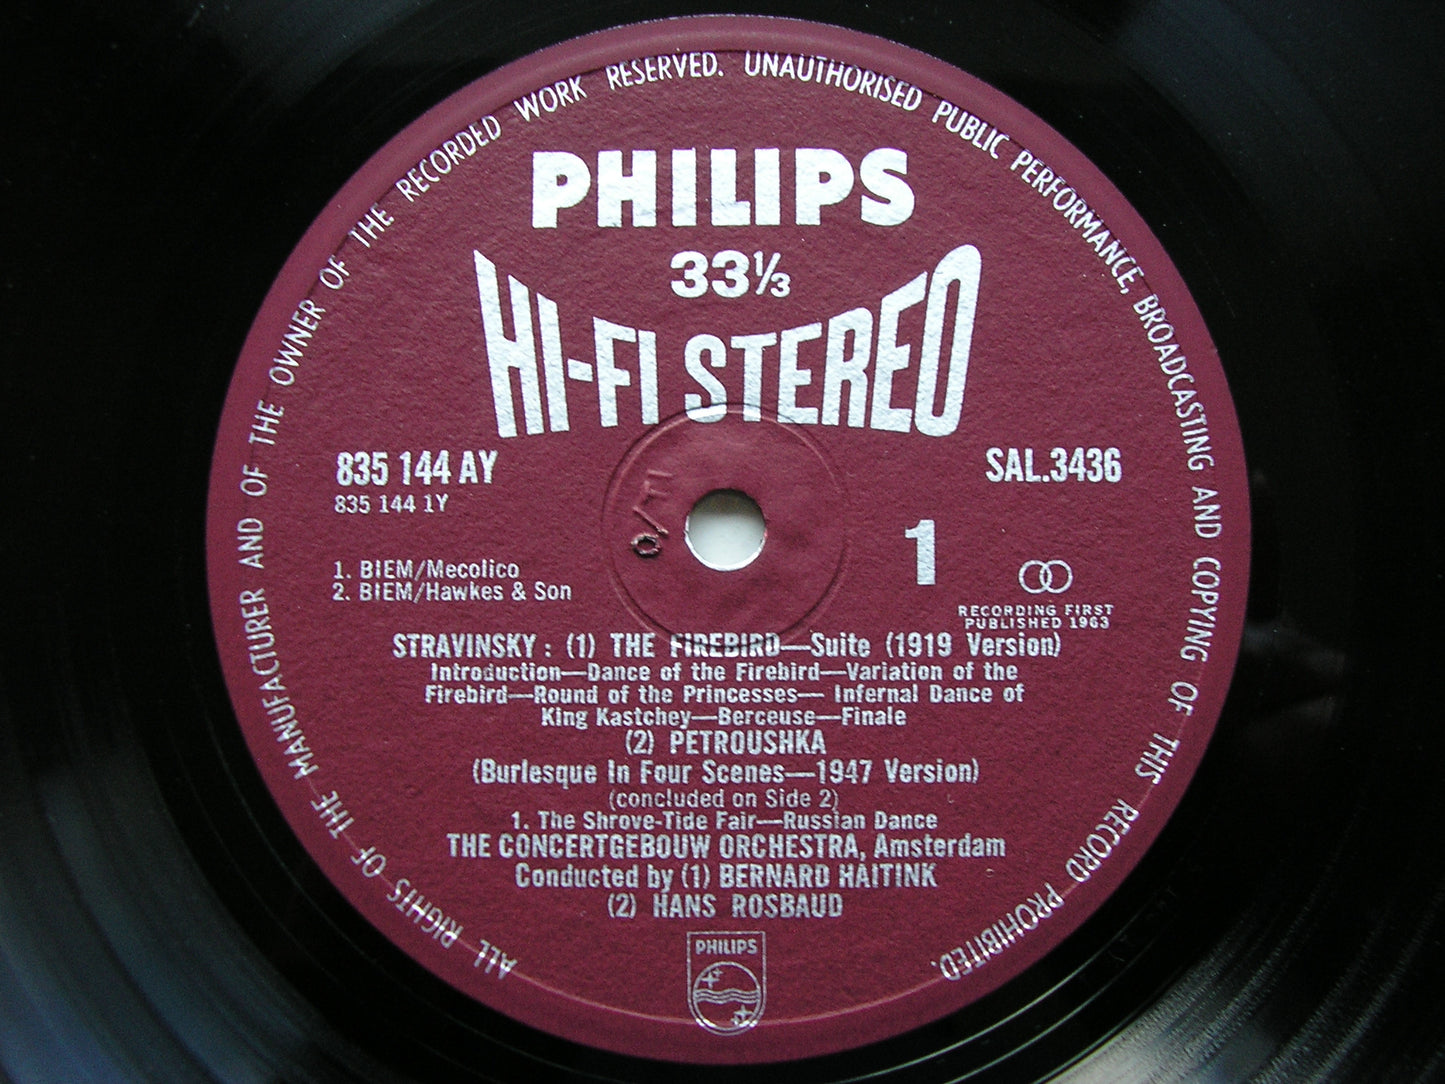 ALL RIGHTS OF THE MANUFACTURER AND OF THE OWNER OF THE RECORDED WORK RESERVED. UNAUTHORISED PUBLIC PERFORMANCE, BROADCASTING AND COPYING OF THIS RECORD PROHIBITED.
PHILIPS
33⅓
HI-FI STEREO
835 144 AY
SAL.3436
835 144 1Y
1
1. BIEM/Mecolico
2. BIEM/Hawkes & Son
RECORDING FIRST
PUBLISHED 1963
STRAVINSKY: (1) THE FIREBIRD—Suite (1919 Version)
Introduction—Dance of the Firebird—Variation of the
Firebird—Round of the Princesses— Infernal Dance of
King Kastchey—Berceuse—Finale
(2) PETROUSHKA
(Burlesque in Four Scenes—1947 Version)
(concluded on Side 2)
1. The Shrove-Tide Fair—Russian Dance
THE CONCERTGEBOUW ORCHESTRA, Amsterdam
Conducted by (1) BERNARD HAITINK
(2) HANS ROSBAUD
PHILIPS